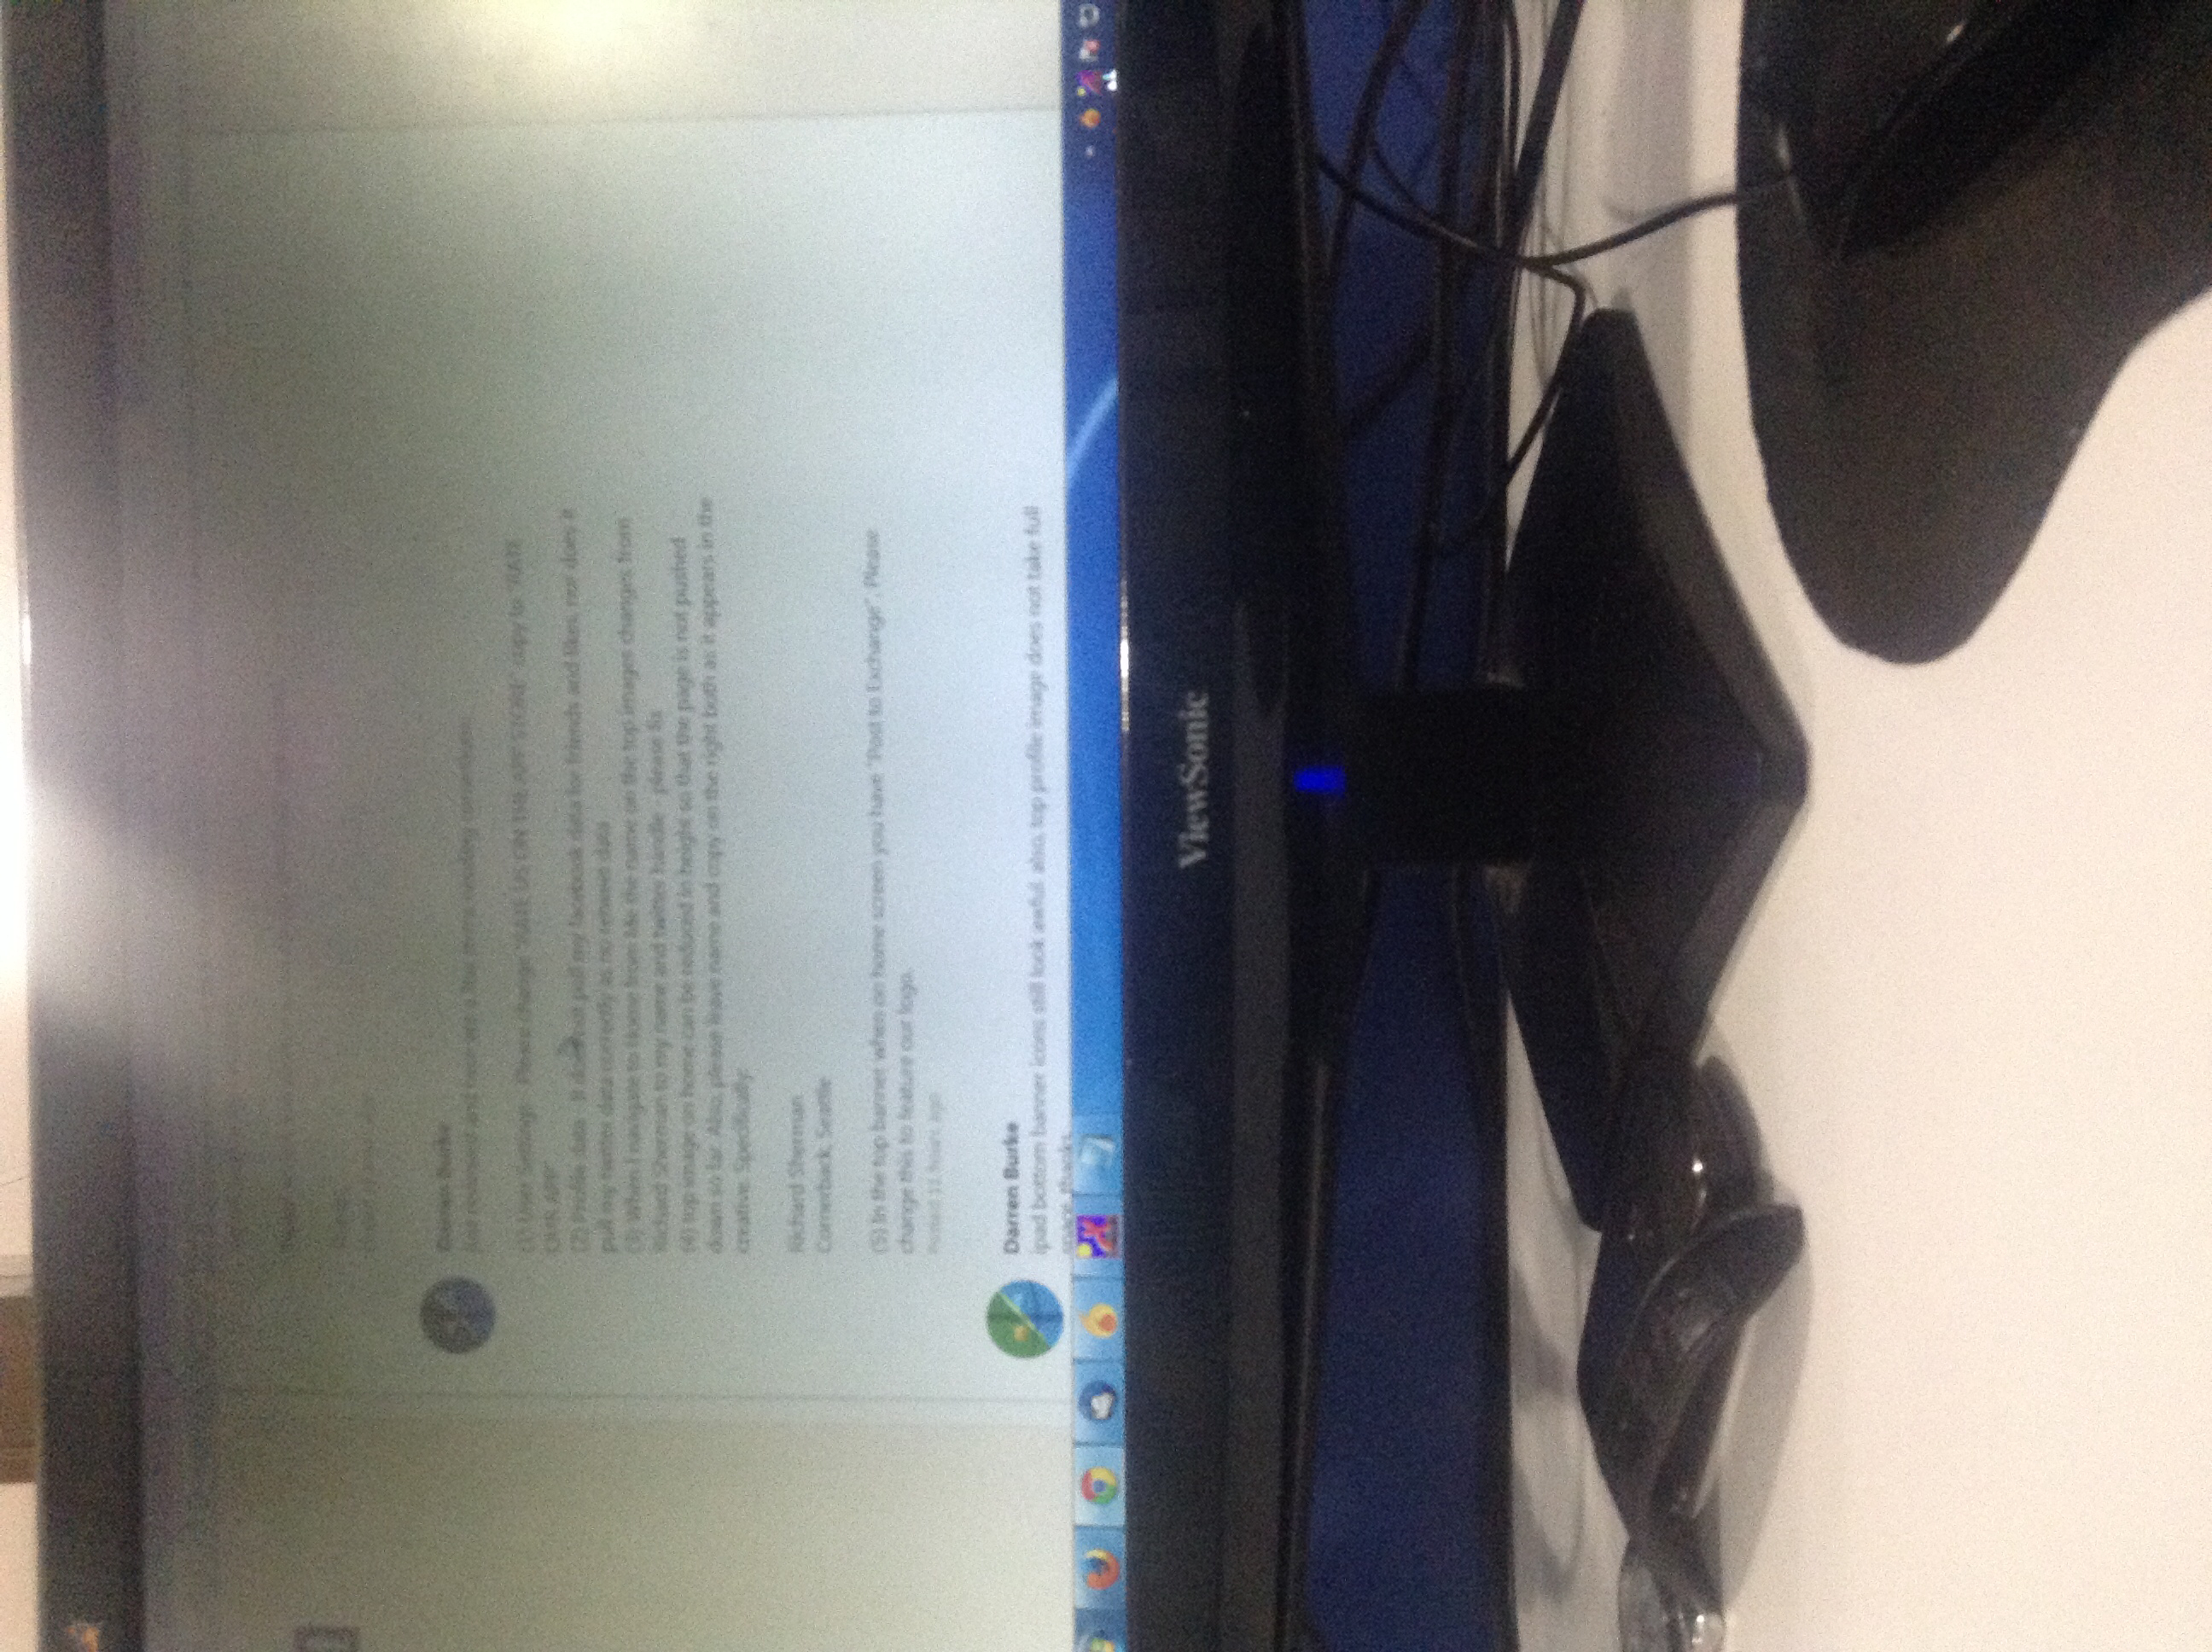 Darren Burke
Just reviewed and here are a few items needing corrections:
(1) User Settings - Please change "RATE US ON THE APP STORE" copy to "RATE
OUR APP"
(2) Profile data - It does not pull my facebook data for friends and likes, nor does it
pull my twitter data correctly as no retweet data
(3) When I navigate to Home from Me the name on the top images changes from
Richard Sherman to my name and twitter handle - please fix
(4) top image on home can be reduced in height so that the page is not pushed
down so far. Also, please leave name and copy on the right both as it appears in the
creative. Specifically:
Richard Sherman
Cornerback, Seattle
(5) In the top banner when on home screen you have "Post to Exchange". Please
change this to feature our logo.
Posted 11 hours ago
Darren Burke
ipad bottom banner icons still look awful. also, top profile image does not take full
space. thanks
ViewSonic